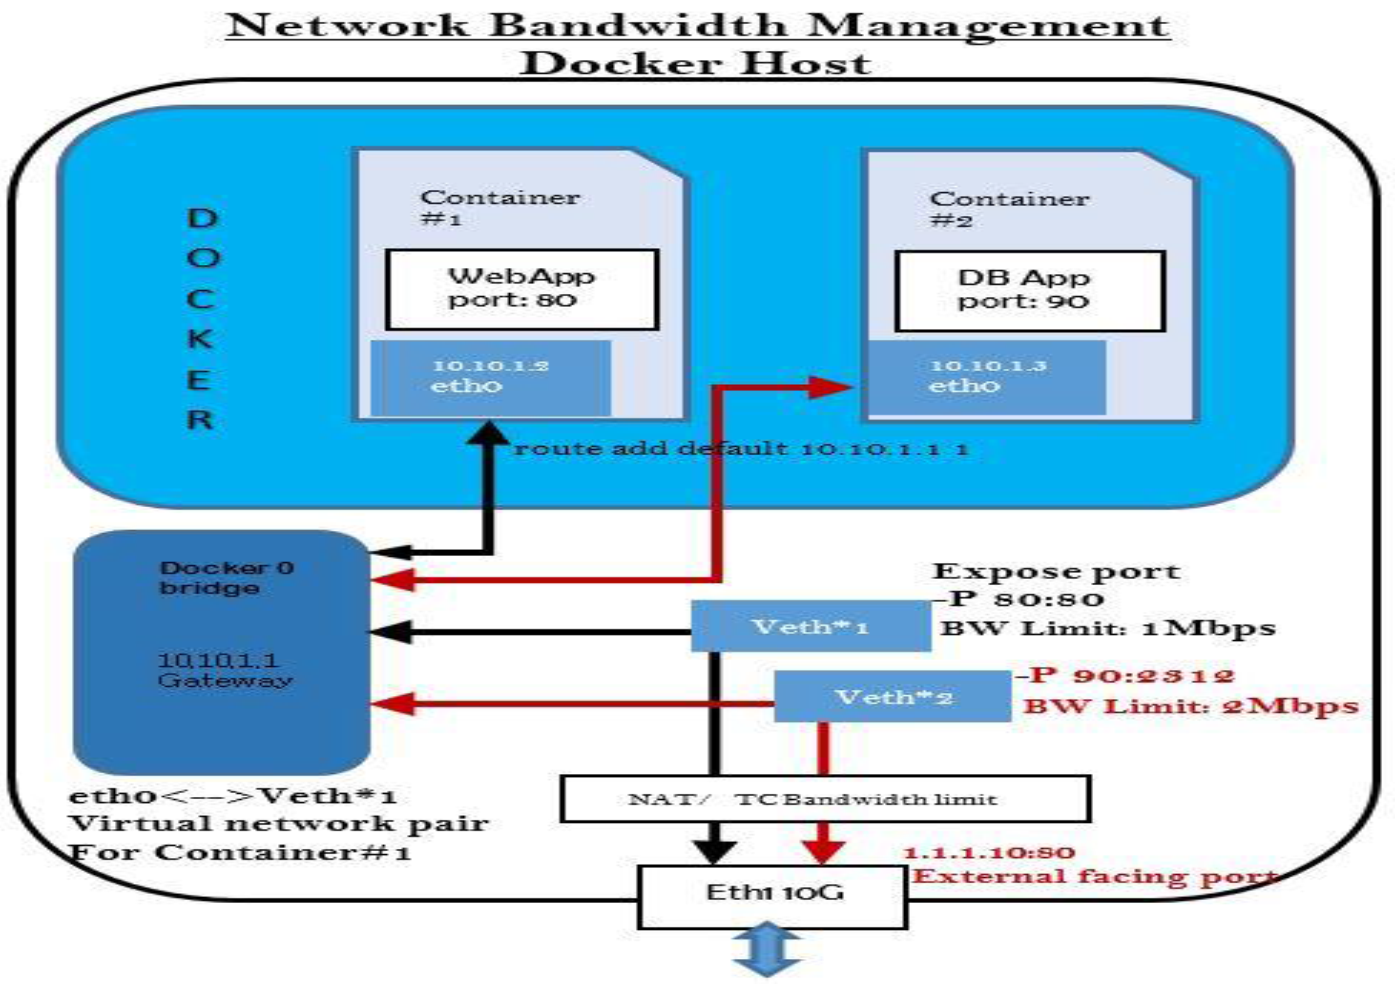 Network Bandwidth Management
Docker Host
DOCKER
Container
#1
WebApp
port: 80
10.10.1.2
eth0
Container
#2
DB App
port: 90
10.10.1.3
eth0
route add default 10.10.1.1 1
Docker 0
bridge
10.10.1.1
Gateway
Expose port
-P 80:80
BW Limit: 1Mbps
Veth*1
-P 90:2312
BW Limit: 2Mbps
Veth*2
eth0<-->Veth*1
Virtual network pair
For Container#1
NAT/ TC Bandwidth limit
1.1.1.10:80
External facing port
Eth1 10G